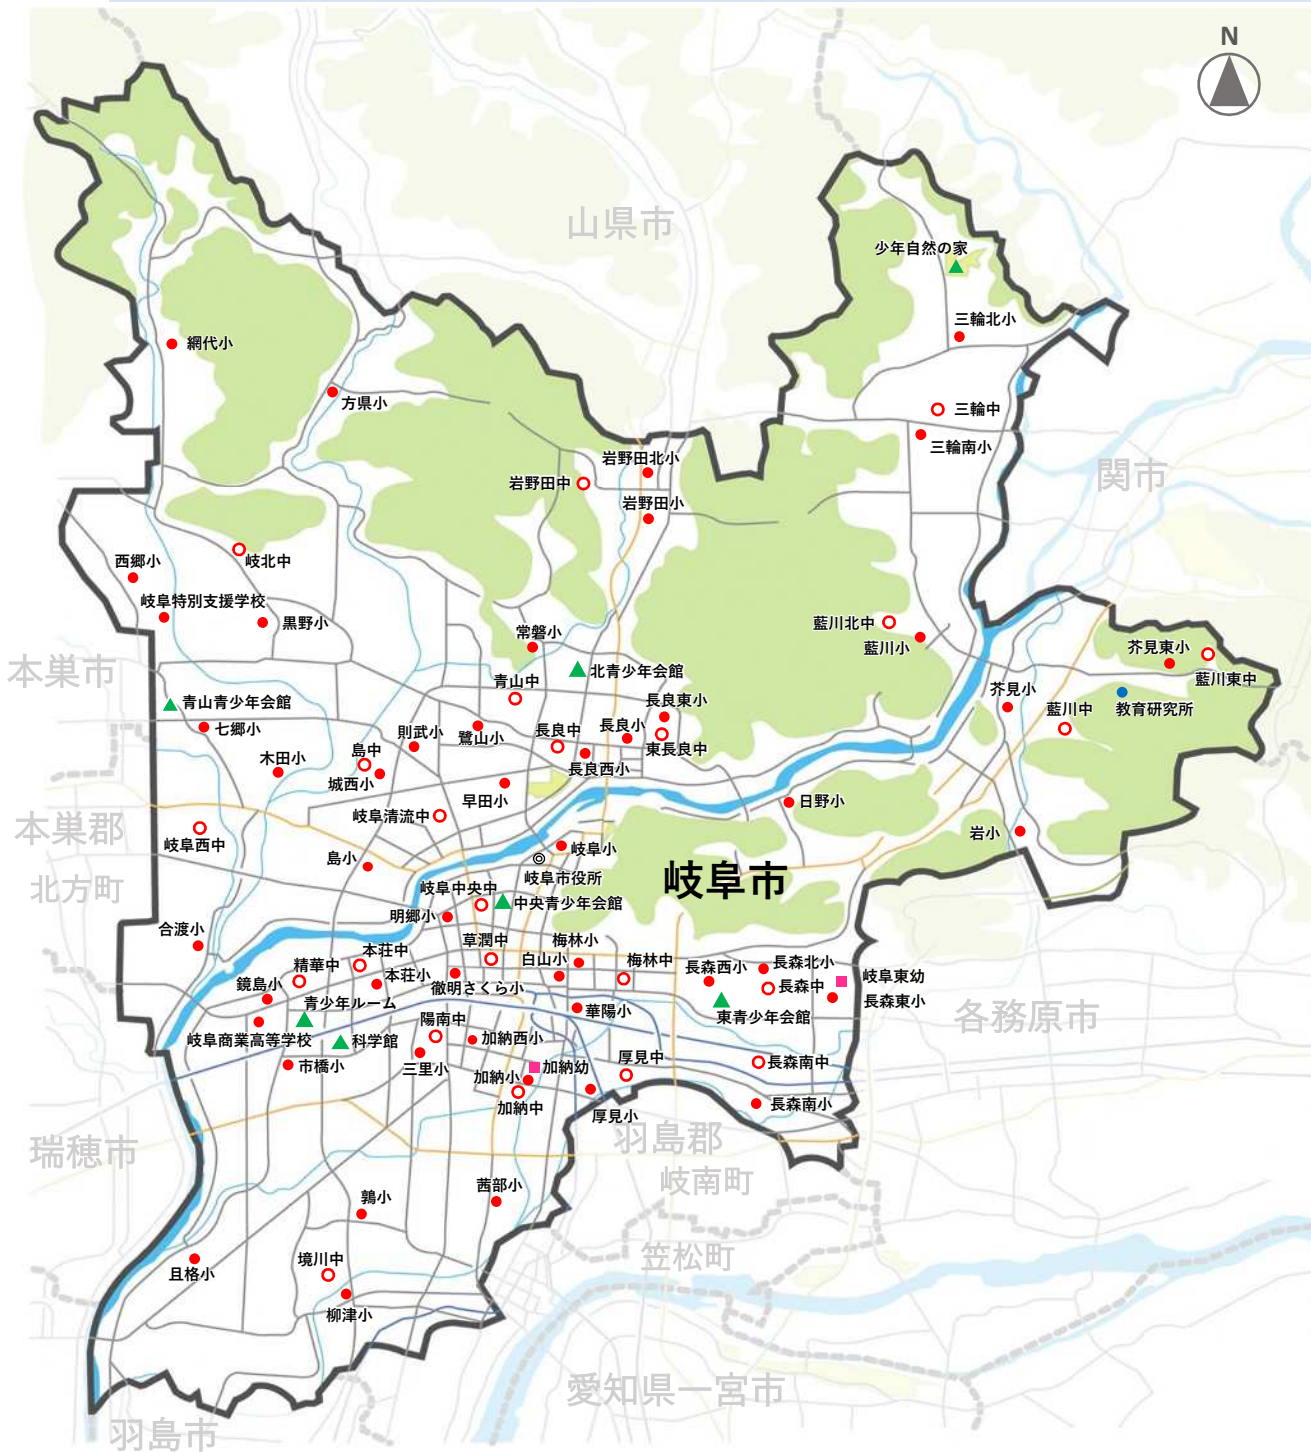 N
山県市
少年自然の家
三輪北小
網代小
方県小
三輪中
三輪南小
岩野田北小
岩野田中
岩野田小
関市
岐北中
西郷小
岐阜特別支援学校
黒野小
藍川北中
藍川小
常磐小
芥見東小
藍川東中
本巣市
北青少年会館
青山中
青山青少年会館
芥見小
教育研究所
藍川中
長良東小
七郷小
則武小
鷺山小
長良中
長良小
東長良中
島中
木田小
城西小
長良西小
早田小
日野小
岐阜清流中
本巣郡
岐阜西中
岩小
島小
岐阜小
岐阜市役所
岐阜市
北方町
岐阜中央中
中央青少年会館
明郷小
合渡小
草潤中
梅林小
本荘中
白山小
梅林中
精華中
長森西小
長森北小
鏡島小
本荘小
徹明さくら小
長森中
岐阜東幼
青少年ルーム
華陽小
東青少年会館
長森東小
各務原市
岐阜商業高等学校
科学館
陽南中
加納西小
市橋小
三里小
厚見中
長森南中
加納小
加納幼
加納中
厚見小
長森南小
羽島郡
瑞穂市
岐南町
茜部小
鶉小
笠松町
境川中
且格小
柳津小
愛知県一宮市
羽島市